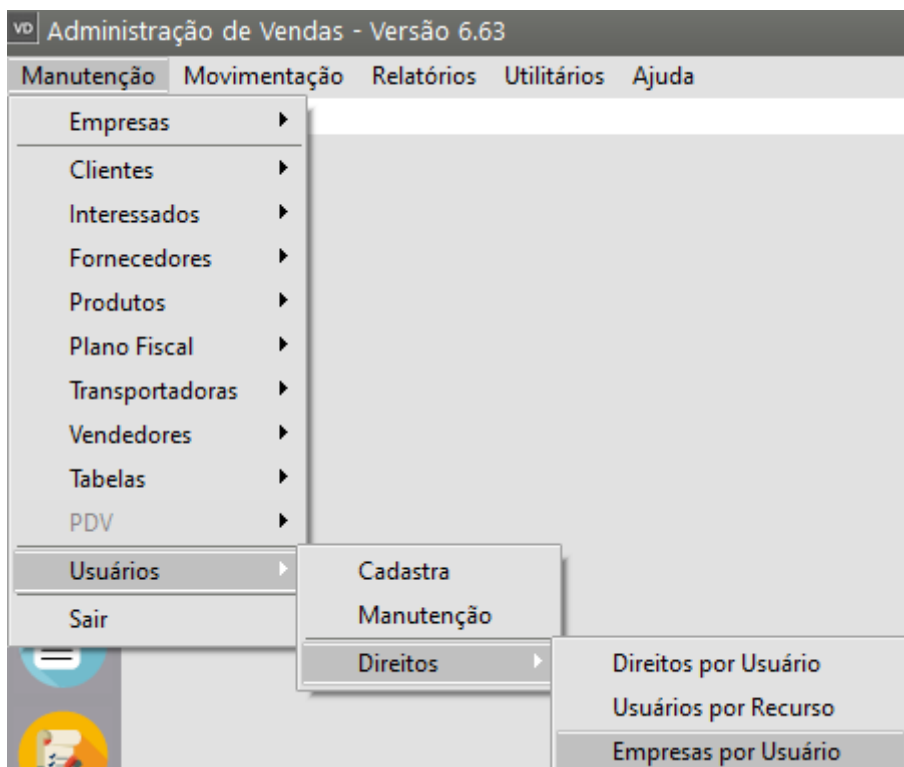 VD Administração de Vendas - Versão 6.63
Manutenção Movimentação Relatórios Utilitários Ajuda
Empresas
Clientes
Interessados
Fornecedores
Produtos
Plano Fiscal
Transportadoras
Vendedores
Tabelas
PDV
Usuários
Sair
Cadastra
Manutenção
Direitos
Direitos por Usuário
Usuários por Recurso
Empresas por Usuário